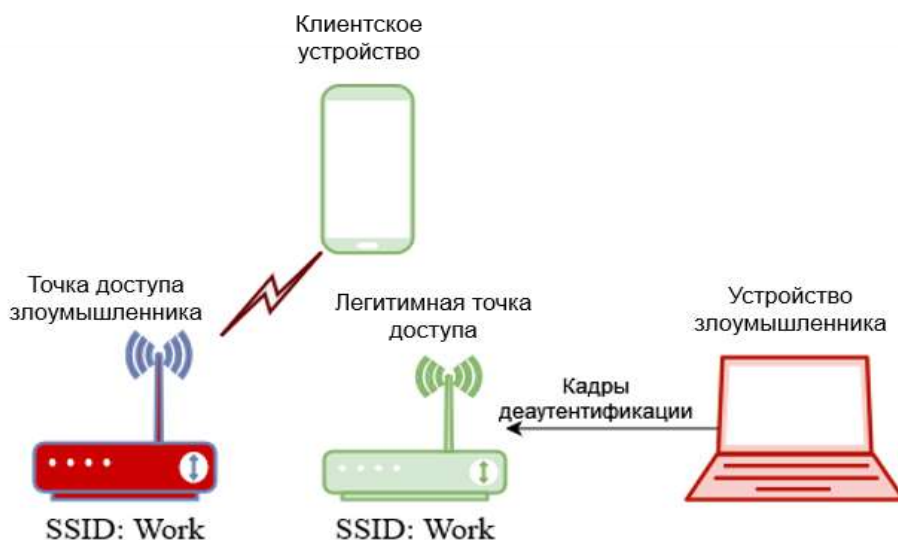 Клиентское
устройство
Точка доступа
злоумышленника
Легитимная точка
доступа
Устройство
злоумышленника
Кадры
деаутентификации
SSID: Work
SSID: Work